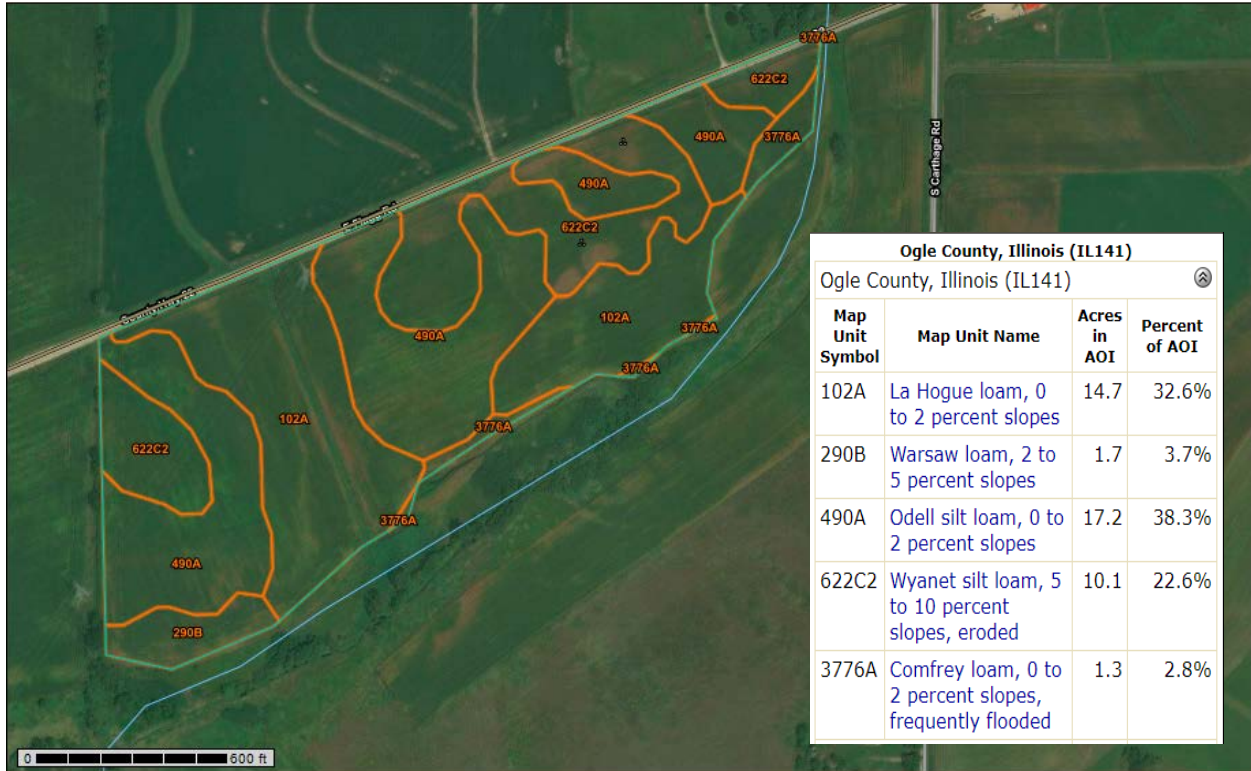 3776A
622C2
490A
3776A
490A
S Carthage Rd
622C2
102A
3776A
490A
3776A
102A
622C2
3776A
3776A
490A
290B
0 600 ft
Ogle County, Illinois (IL141)
Ogle County, Illinois (IL141)
Map Unit Symbol Map Unit Name Acres in AOI Percent of AOI
102A La Hogue loam, 0 14.7 32.6%
to 2 percent slopes
290B Warsaw loam, 2 to 1.7 3.7%
5 percent slopes
490A Odell silt loam, 0 to 17.2 38.3%
2 percent slopes
622C2 Wyanet silt loam, 5 10.1 22.6%
to 10 percent
slopes, eroded
3776A Comfrey loam, 0 to 1.3 2.8%
2 percent slopes,
frequently flooded